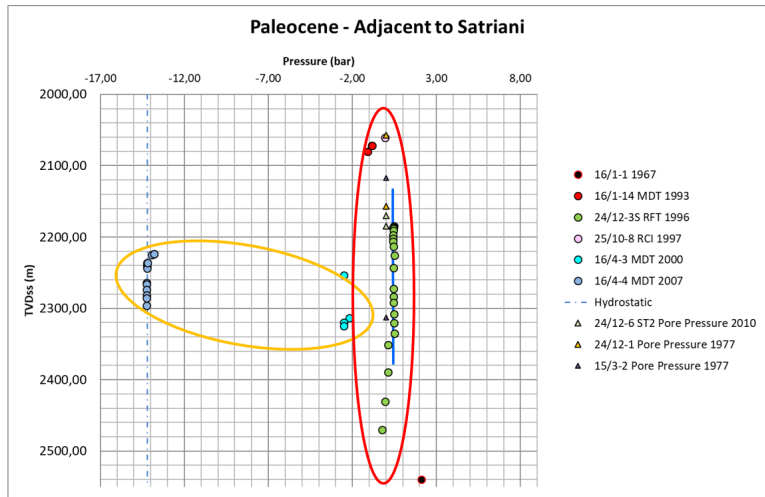 Paleocene - Adjacent to Satriani
Pressure (bar)
-17,00 -12,00 -7,00 -2,00 3,00 8,00
TVDss (m)
2000,00
2100,00
2200,00
2300,00
2400,00
2500,00
16/1-1 1967
16/1-14 MDT 1993
24/12-3S RFT 1996
25/10-8 RCI 1997
16/4-3 MDT 2000
16/4-4 MDT 2007
Hydrostatic
24/12-6 ST2 Pore Pressure 2010
24/12-1 Pore Pressure 1977
15/3-2 Pore Pressure 1977